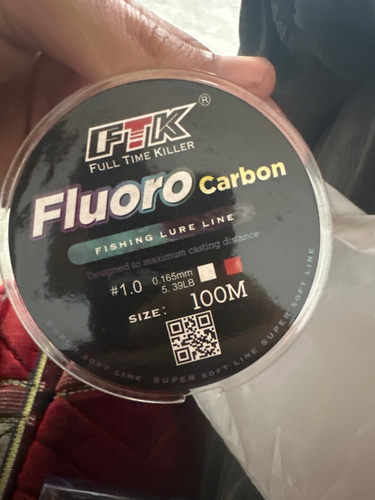 FTK ®
FULL TIME KILLER
Fluoro Carbon
FISHING LURE LINE
Designed to maximum casting distance
#1.0 0.165mm
5.39LB
SIZE: 100M
SUPER SOFT LINE SUPER SOFT LINE SUPER SOFT LINE